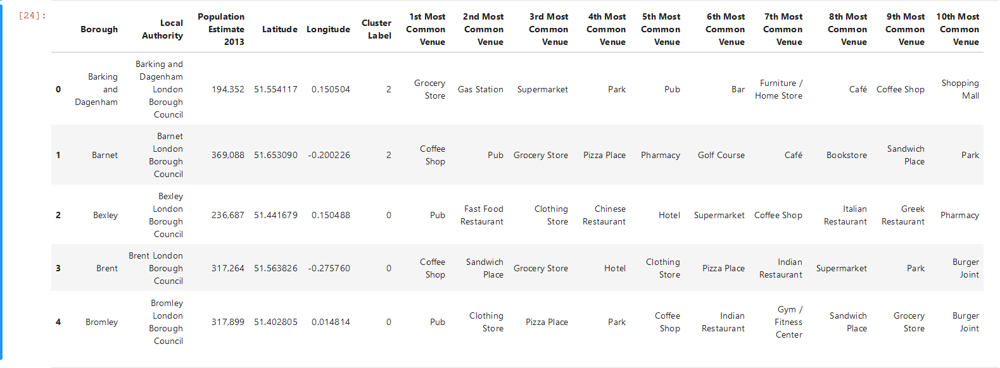 [24]:
Borough Local Authority Population Estimate 2013 Latitude Longitude Cluster Label 1st Most Common Venue 2nd Most Common Venue 3rd Most Common Venue 4th Most Common Venue 5th Most Common Venue 6th Most Common Venue 7th Most Common Venue 8th Most Common Venue 9th Most Common Venue 10th Most Common Venue
0 Barking and Dagenham Barking and Dagenham London Borough Council 194,352 51.554117 0.150504 2 Grocery Store Gas Station Supermarket Park Pub Bar Furniture / Home Store Café Coffee Shop Shopping Mall
1 Barnet Barnet London Borough Council 369,088 51.653090 -0.200226 2 Coffee Shop Pub Grocery Store Pizza Place Pharmacy Golf Course Café Bookstore Sandwich Place Park
2 Bexley Bexley London Borough Council 236,687 51.441679 0.150488 0 Pub Fast Food Restaurant Clothing Store Chinese Restaurant Hotel Supermarket Coffee Shop Italian Restaurant Greek Restaurant Pharmacy
3 Brent Brent London Borough Council 317,264 51.563826 -0.275760 0 Coffee Shop Sandwich Place Grocery Store Hotel Clothing Store Pizza Place Indian Restaurant Supermarket Park Burger Joint
4 Bromley Bromley London Borough Council 317,899 51.402805 0.014814 0 Pub Clothing Store Pizza Place Park Coffee Shop Indian Restaurant Gym / Fitness Center Sandwich Place Grocery Store Burger Joint